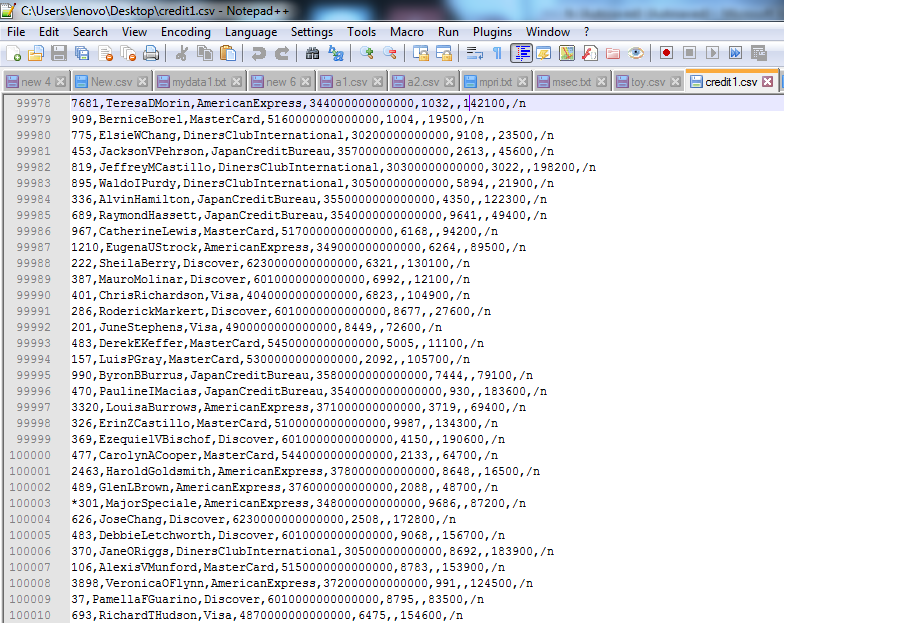 C:\Users\lenovo\Desktop\credit1.csv - Notepad++
File Edit Search View Encoding Language Settings Tools Macro Run Plugins Window ?
new 4 New.csv mydata1.txt new 6 a1.csv a2.csv mpri.txt msec.txt toy.csv credit1.csv
99978 7681,TeresaDMorin,AmericanExpress,344000000000000,1032,,142100,/n
99979 909,BerniceBorel,MasterCard,5160000000000000,1004,,19500,/n
99980 775,ElsieWChang,DinersClubInternational,30200000000000,9108,,23500,/n
99981 453,JacksonVPehrson,JapanCreditBureau,3570000000000000,2613,,45600,/n
99982 819,JeffreyMCastillo,DinersClubInternational,30300000000000,3022,,198200,/n
99983 895,WaldoIPurdy,DinersClubInternational,30500000000000,5894,,21900,/n
99984 336,AlvinHamilton,JapanCreditBureau,3550000000000000,4350,,122300,/n
99985 689,RaymondHassett,JapanCreditBureau,3540000000000000,9641,,49400,/n
99986 967,CatherineLewis,MasterCard,5170000000000000,6168,,94200,/n
99987 1210,EugenaUStrock,AmericanExpress,349000000000000,6264,,89500,/n
99988 222,SheilaBerry,Discover,6230000000000000,6321,,130100,/n
99989 387,MauroMolinar,Discover,6010000000000000,6992,,12100,/n
99990 401,ChrisRichardson,Visa,4040000000000000,6823,,104900,/n
99991 286,RoderickMarkert,Discover,6010000000000000,8677,,27600,/n
99992 201,JuneStephens,Visa,4900000000000000,8449,,72600,/n
99993 483,DerekEKeffer,MasterCard,5450000000000000,5005,,11100,/n
99994 157,LuisPGray,MasterCard,5300000000000000,2092,,105700,/n
99995 990,ByronBBurrus,JapanCreditBureau,3580000000000000,7444,,79100,/n
99996 470,PaulineIMacias,JapanCreditBureau,3540000000000000,930,,183600,/n
99997 3320,LouisaBurrows,AmericanExpress,371000000000000,3719,,69400,/n
99998 326,ErinZCastillo,MasterCard,5100000000000000,9987,,134300,/n
99999 369,EzequielVBischof,Discover,6010000000000000,4150,,190600,/n
100000 477,CarolynACooper,MasterCard,5440000000000000,2133,,64700,/n
100001 2463,HaroldGoldsmith,AmericanExpress,378000000000000,8648,,16500,/n
100002 489,GlenLBrown,AmericanExpress,376000000000000,2088,,48700,/n
100003 *301,MajorSpeciale,AmericanExpress,348000000000000,9686,,87200,/n
100004 626,JoseChang,Discover,6230000000000000,2508,,172800,/n
100005 483,DebbieLetchworth,Discover,6010000000000000,9068,,156700,/n
100006 370,JaneORiggs,DinersClubInternational,30500000000000,8692,,183900,/n
100007 106,AlexisVMunford,MasterCard,5150000000000000,8783,,153900,/n
100008 3898,VeronicaOFlynn,AmericanExpress,372000000000000,991,,124500,/n
100009 37,PamellaFGuarino,Discover,6010000000000000,8795,,83500,/n
100010 693,RichardTHudson,Visa,4870000000000000,6475,,154600,/n